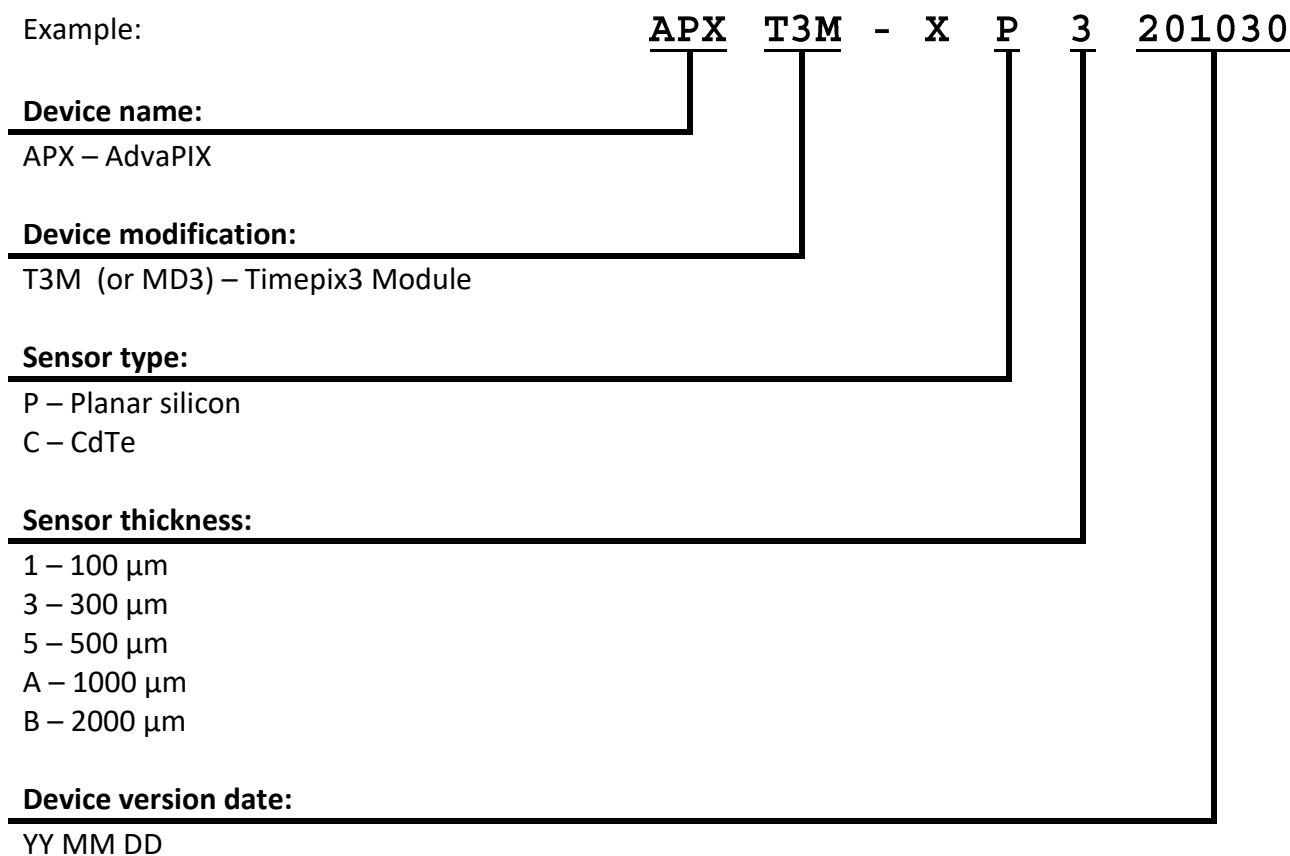 Example: APX T3M - X P 3 201030
Device name:
APX – AdvaPIX
Device modification:
T3M (or MD3) – Timepix3 Module
Sensor type:
P – Planar silicon
C – CdTe
Sensor thickness:
1 – 100 µm
3 – 300 µm
5 – 500 µm
A – 1000 µm
B – 2000 µm
Device version date:
YY MM DD